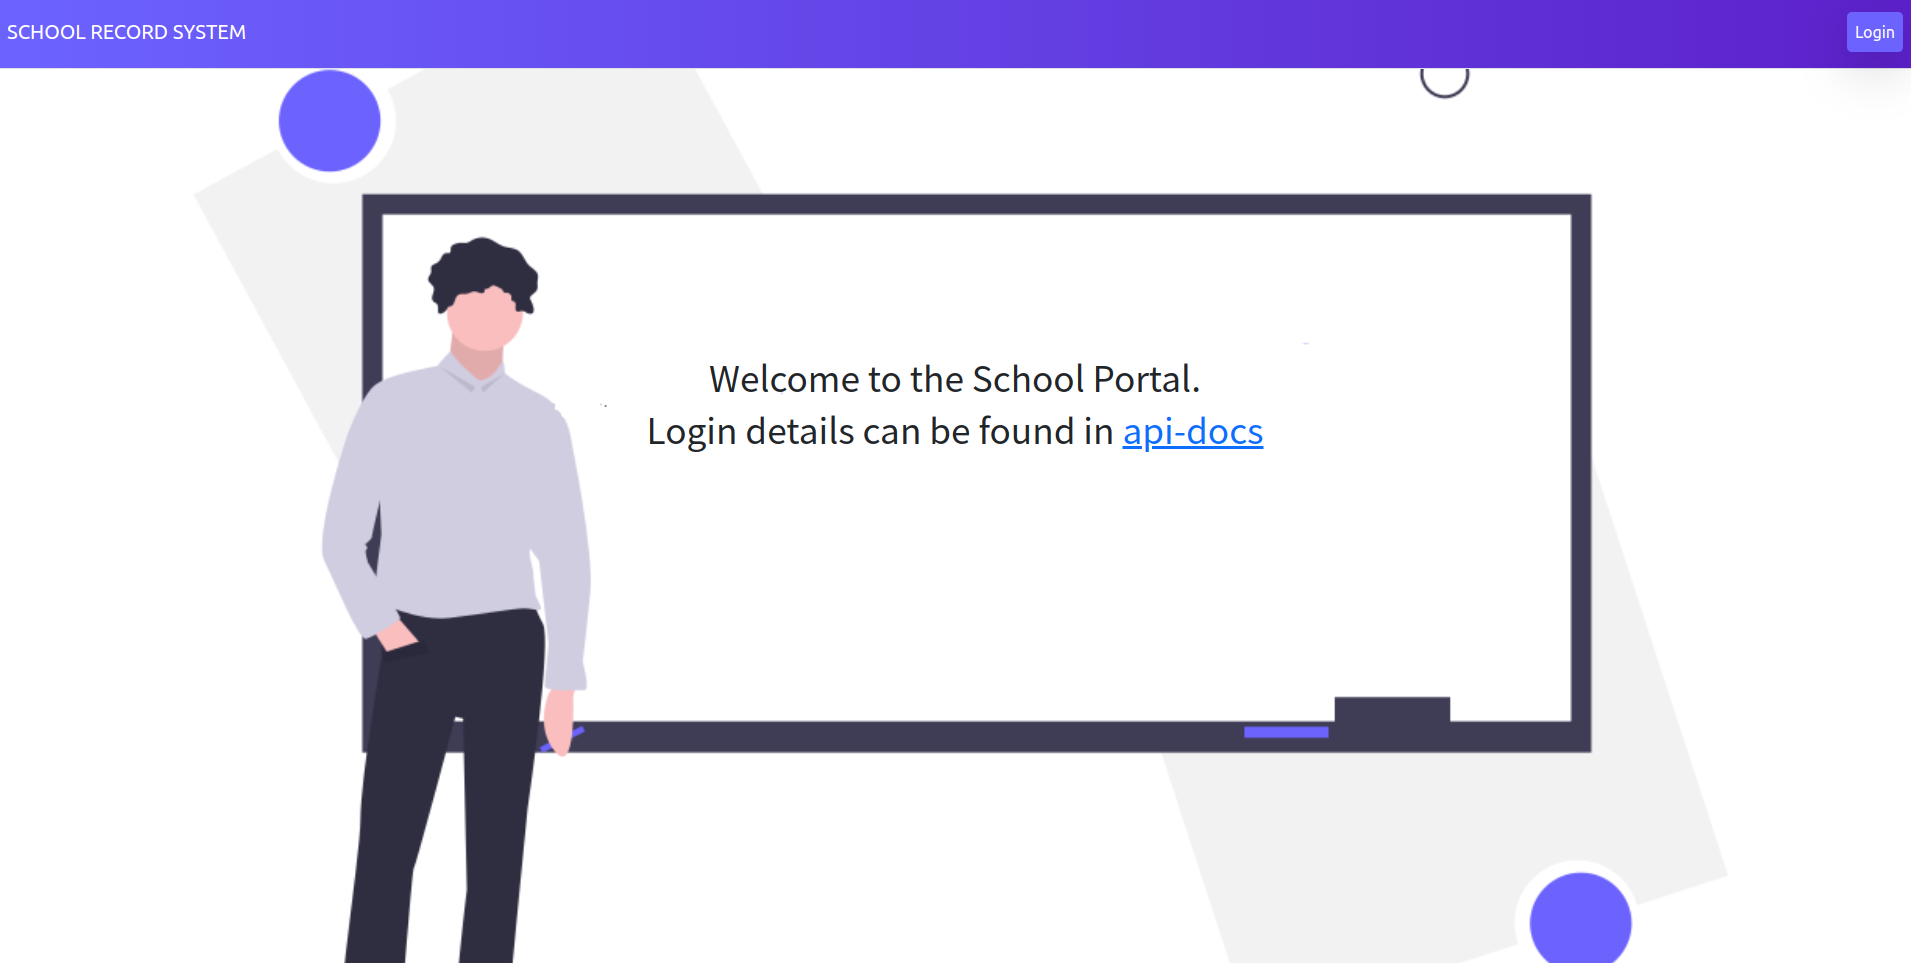 SCHOOL RECORD SYSTEM
Login
Welcome to the School Portal.
Login details can be found in api-docs